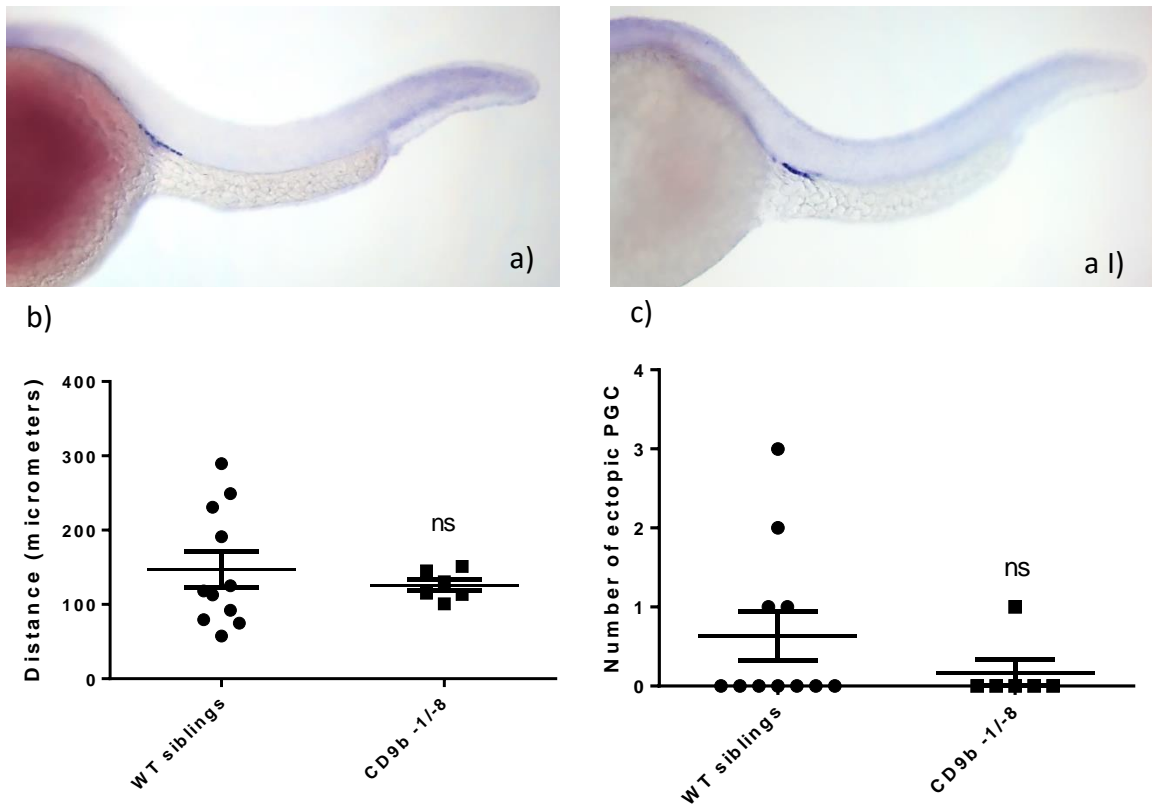 a)
a I)
b)
c)
Distance (micrometers)
400
300
200
100
0
ns
WT siblings
CD9b -1/-8
Number of ectopic PGC
4
3
2
1
0
ns
WT siblings
CD9b -1/-8